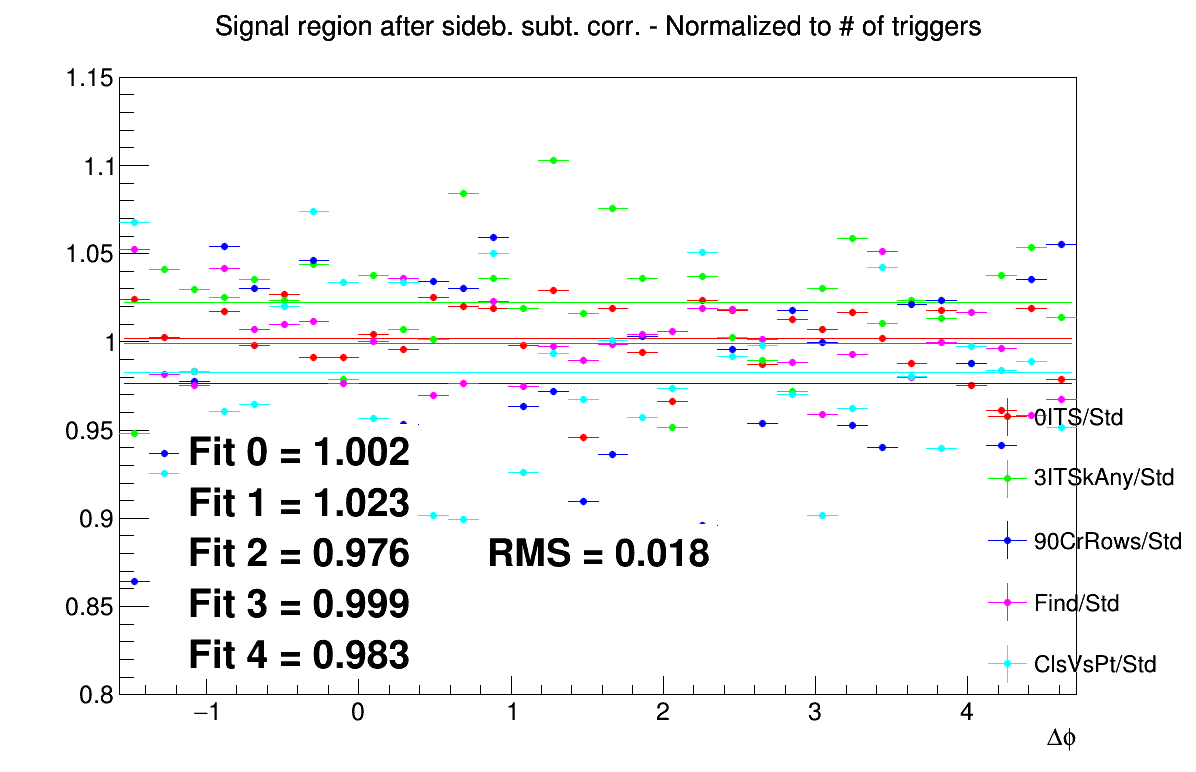 Signal region after sideb. subt. corr. - Normalized to # of triggers
1.15
1.1
1.05
1
0.95
0.9
0.85
0.8
Fit 0 = 1.002
Fit 1 = 1.023
Fit 2 = 0.976
Fit 3 = 0.999
Fit 4 = 0.983
RMS = 0.018
0ITS/Std
3ITSkAny/Std
90CrRows/Std
Find/Std
ClsVsPt/Std
−1 0 1 2 3 4
Δϕ